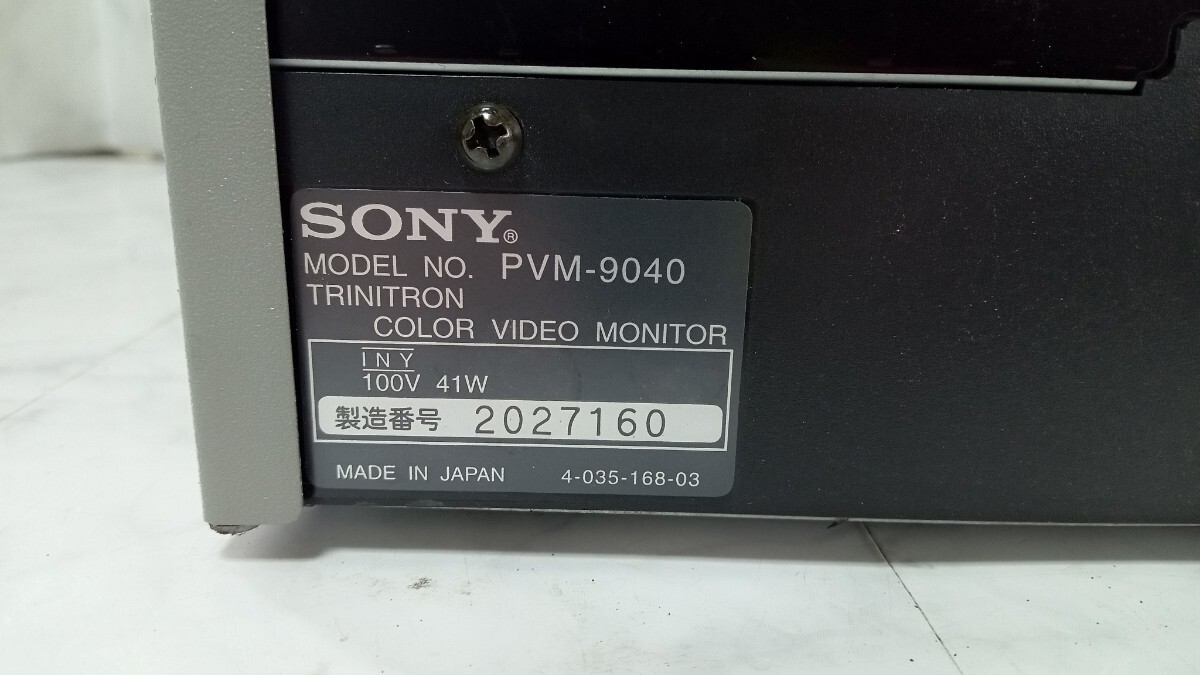 SONY®
MODEL NO. PVM-9040
TRINITRON
COLOR VIDEO MONITOR
INY
100V 41W
製造番号 2027160
MADE IN JAPAN 4-035-168-03